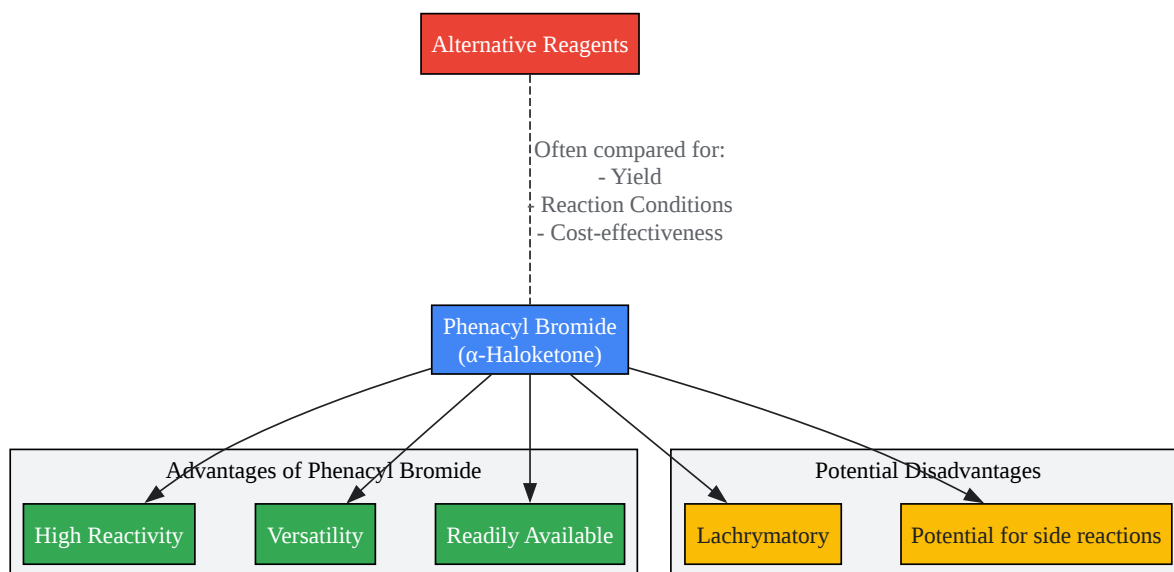 Alternative Reagents
Often compared for:
- Yield
- Reaction Conditions
- Cost-effectiveness
Phenacyl Bromide
(α-Haloketone)
Advantages of Phenacyl Bromide
High Reactivity
Versatility
Readily Available
Potential Disadvantages
Lachrymatory
Potential for side reactions